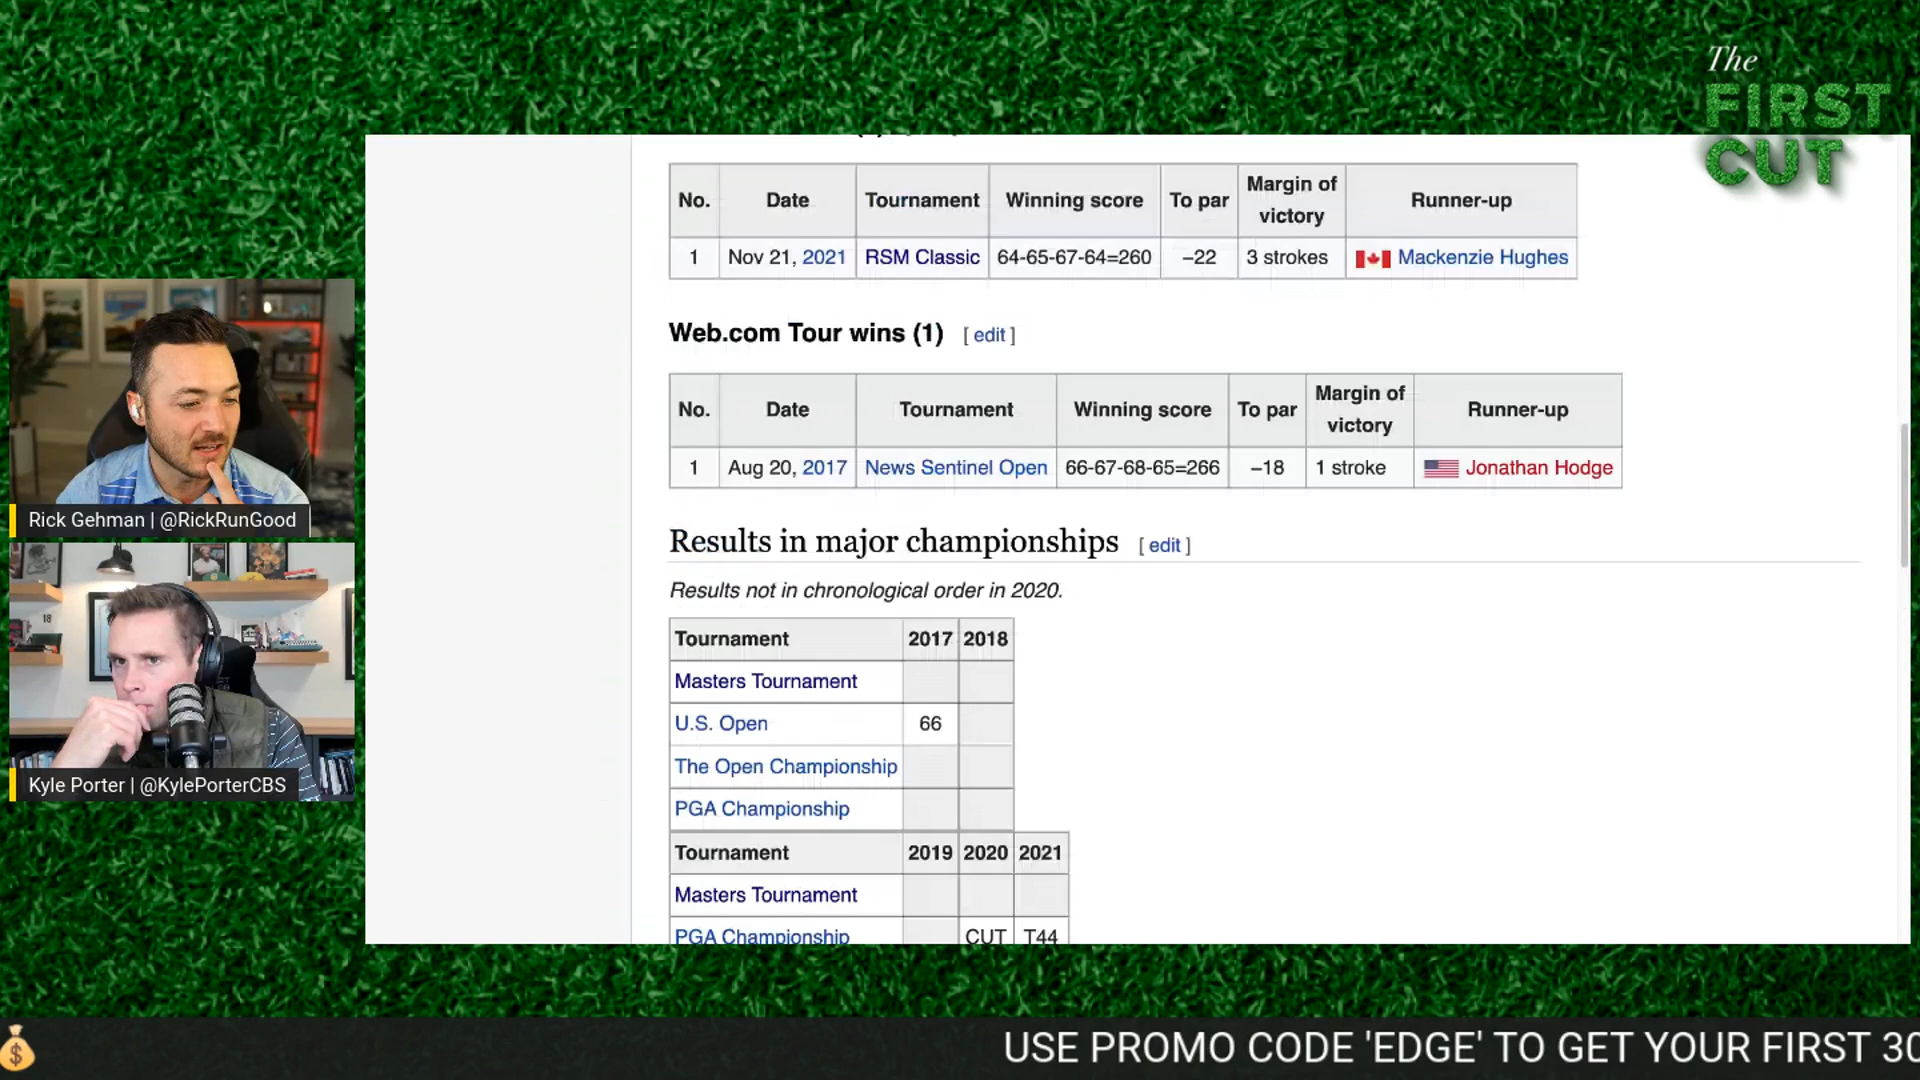 The
FIRST
CUT
No. Date Tournament Winning score To par Margin of victory Runner-up
1 Nov 21, 2021 RSM Classic 64-65-67-64=260 −22 3 strokes Mackenzie Hughes
Web.com Tour wins (1) [ edit ]
No. Date Tournament Winning score To par Margin of victory Runner-up
1 Aug 20, 2017 News Sentinel Open 66-67-68-65=266 −18 1 stroke Jonathan Hodge
Results in major championships [ edit ]
Results not in chronological order in 2020.
Tournament 2017 2018
Masters Tournament
U.S. Open 66
The Open Championship
PGA Championship
Tournament 2019 2020 2021
Masters Tournament
PGA Championship CUT T44
Rick Gehman | @RickRunGood
18
Kyle Porter | @KylePorterCBS
USE PROMO CODE 'EDGE' TO GET YOUR FIRST 30